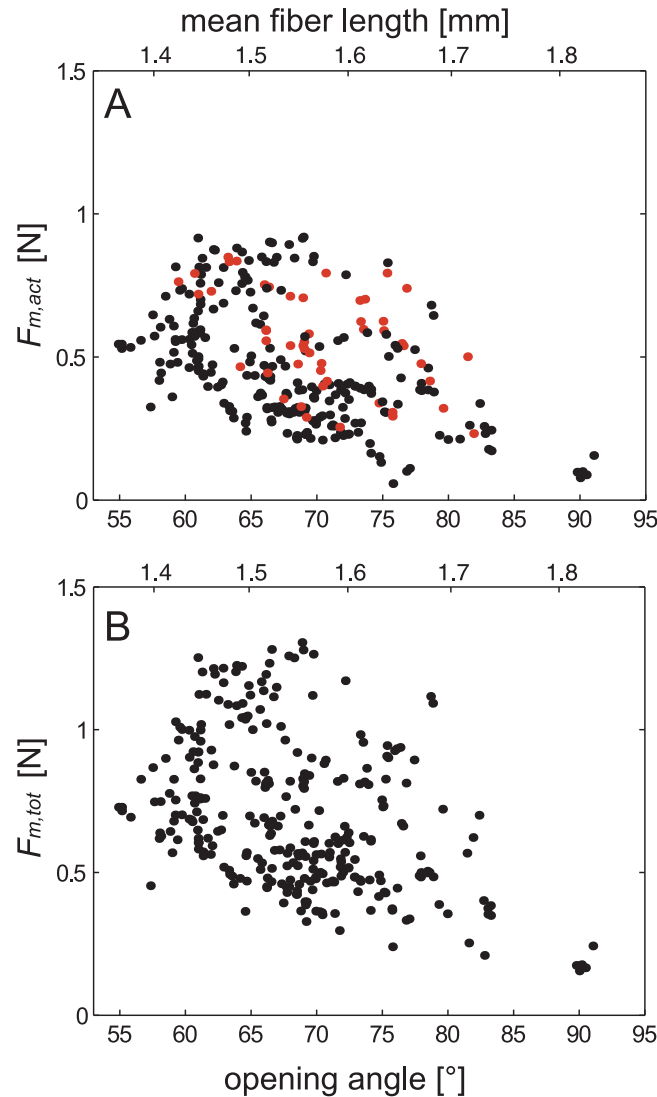 mean fiber length [mm]
1.4 1.5 1.6 1.7 1.8
1.5
A
1
F_m,act [N]
0.5
0
55 60 65 70 75 80 85 90 95
1.4 1.5 1.6 1.7 1.8
1.5
B
1
F_m,tot [N]
0.5
0
55 60 65 70 75 80 85 90 95
opening angle [°]